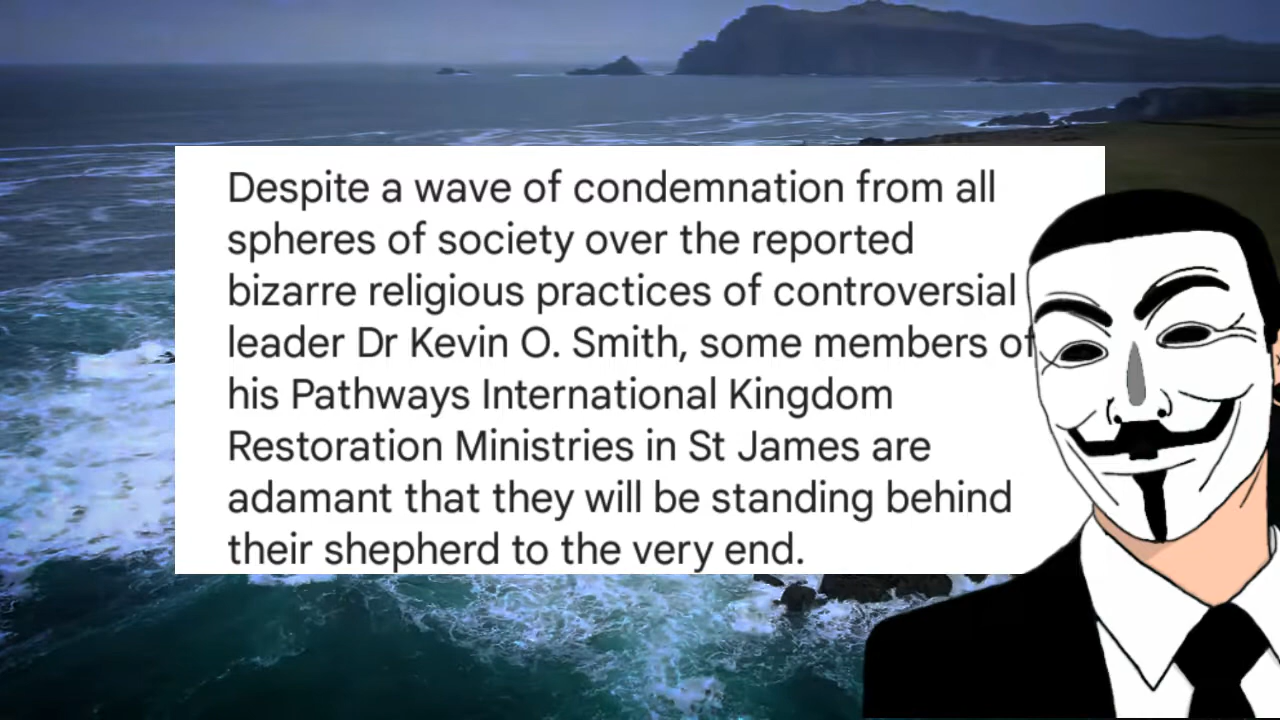 Despite a wave of condemnation from all
spheres of society over the reported
bizarre religious practices of controversial
leader Dr Kevin O. Smith, some members of
his Pathways International Kingdom
Restoration Ministries in St James are
adamant that they will be standing behind
their shepherd to the very end.